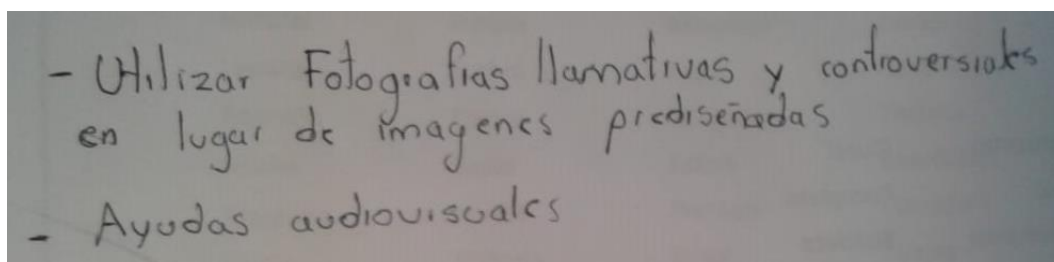 - Utilizar Fotografias llamativas y controversiales
en lugar de imagenes prediseñadas
- Ayudas audiovisuales